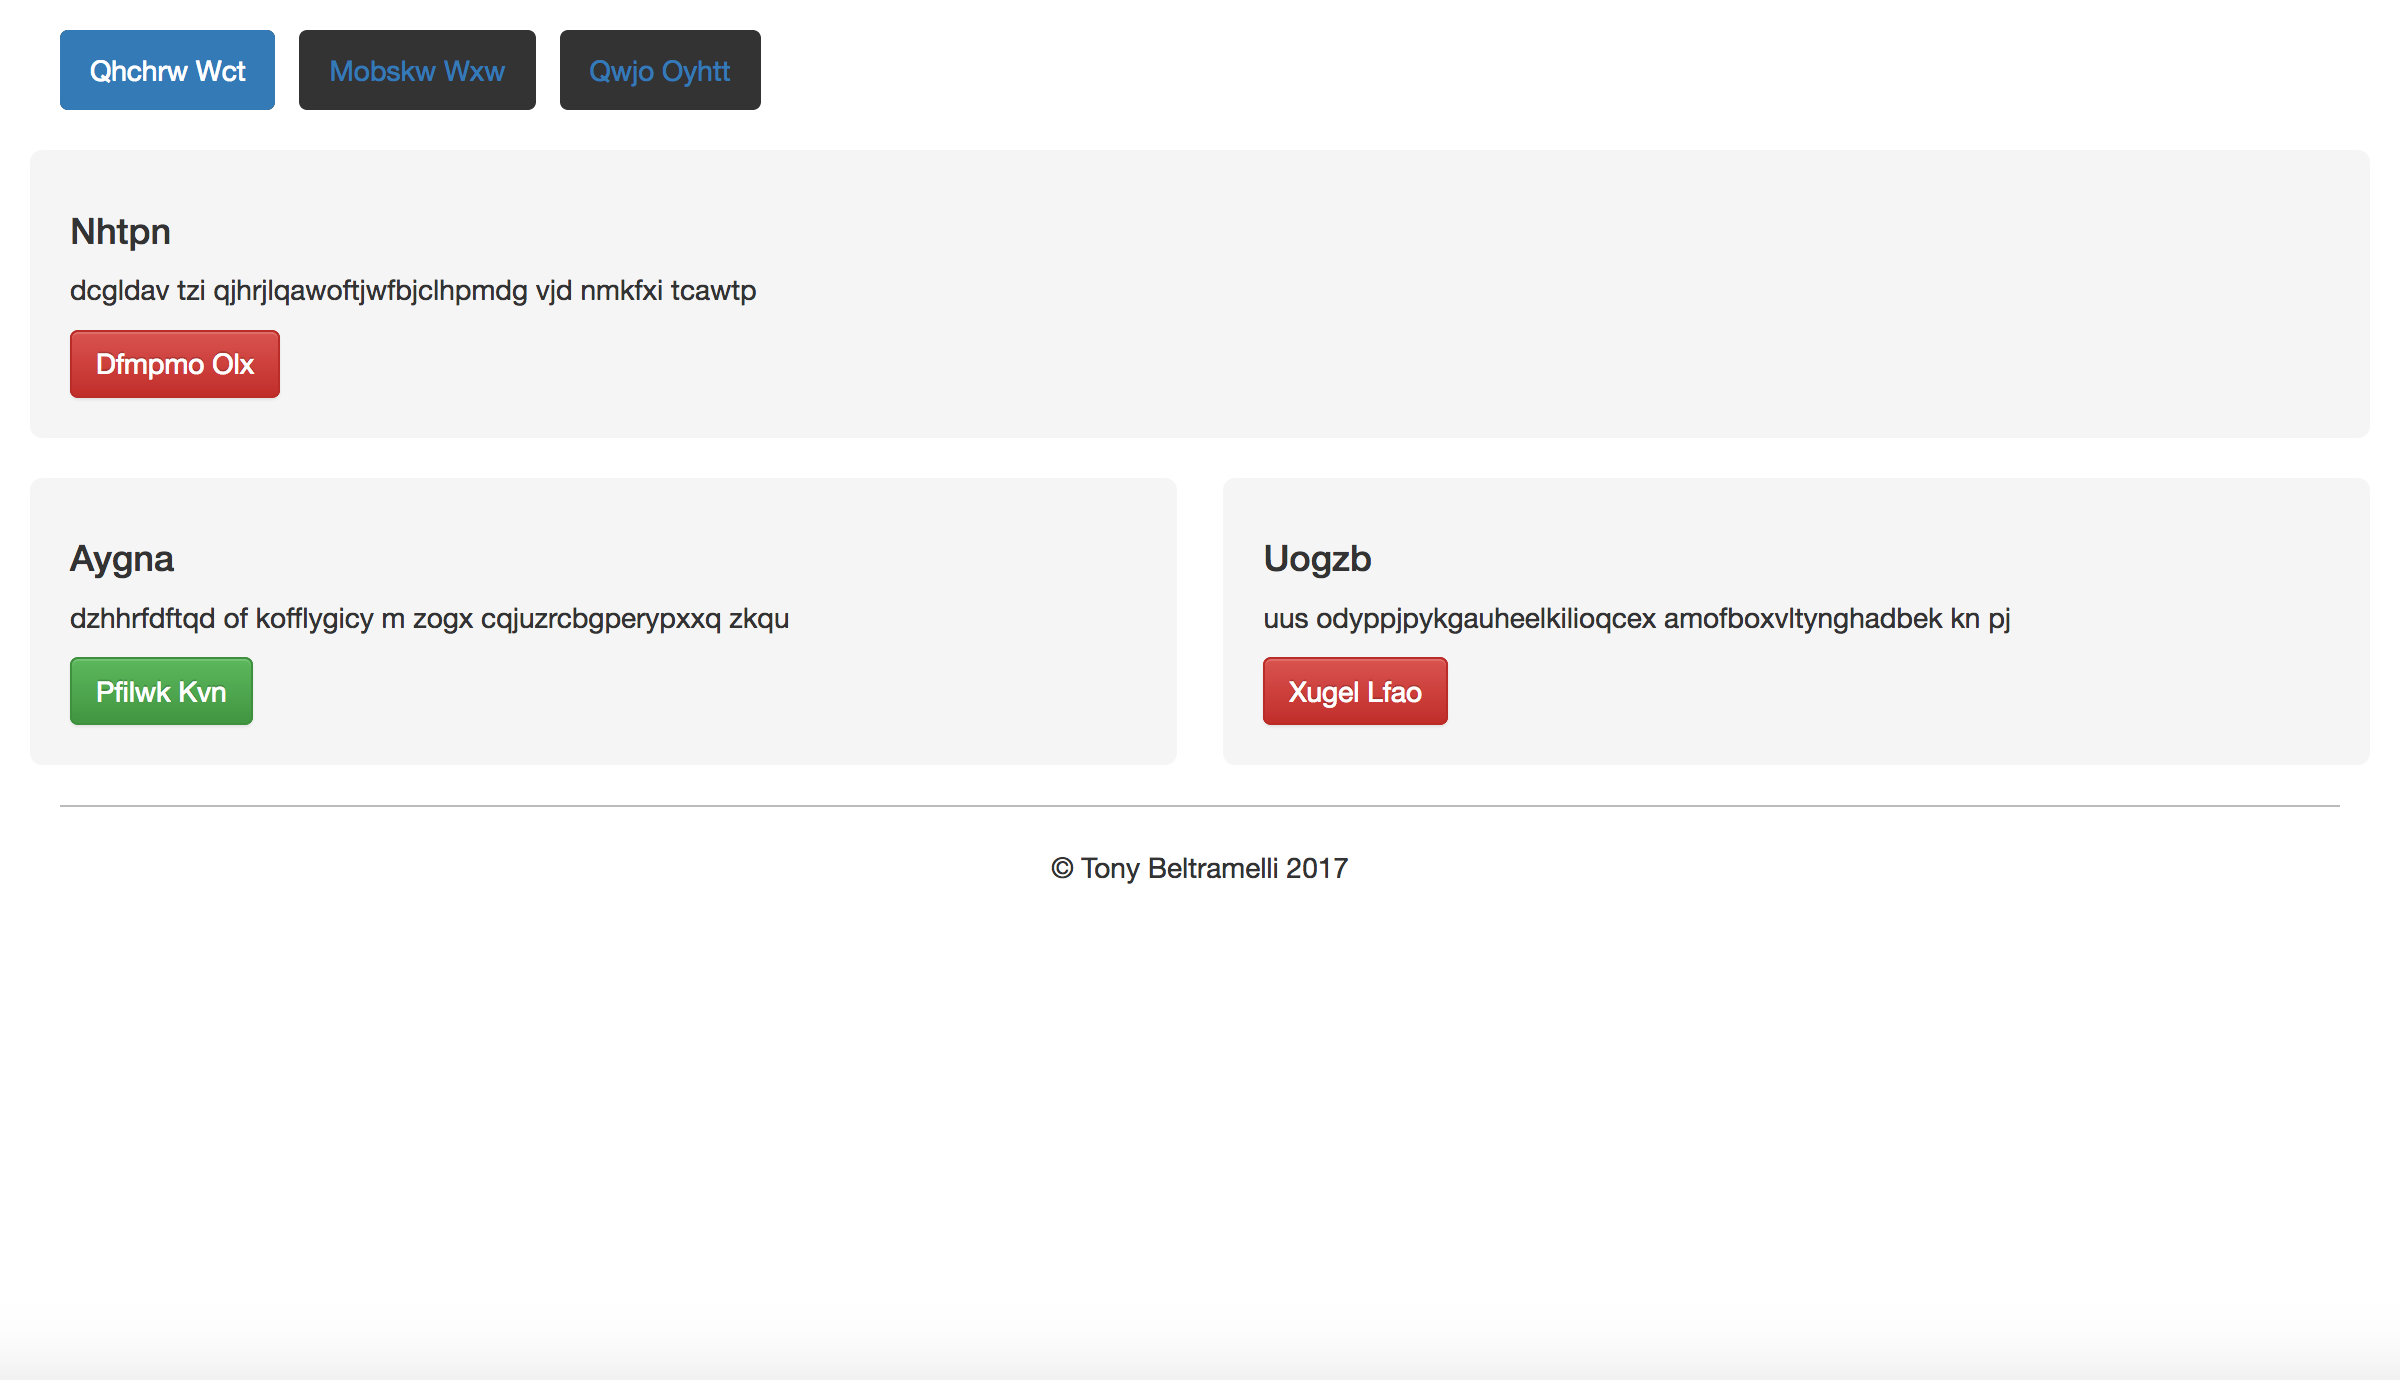 Qhchrw Wct Mobskw Wxw Qwjo Oyhtt
Nhtpn
dcgldav tzi qjhrjlqawoftjwfbjclhpmdg vjd nmkfxi tcawtp
Dfmpmo Olx
Aygna
dzhhrfdftqd of kofflygicy m zogx cqjuzrcbgperypxxq zkqu
Pfilwk Kvn
Uogzb
uus odyppjpykgauheelkilioqcex amofboxvltynghadbek kn pj
Xugel Lfao
© Tony Beltramelli 2017